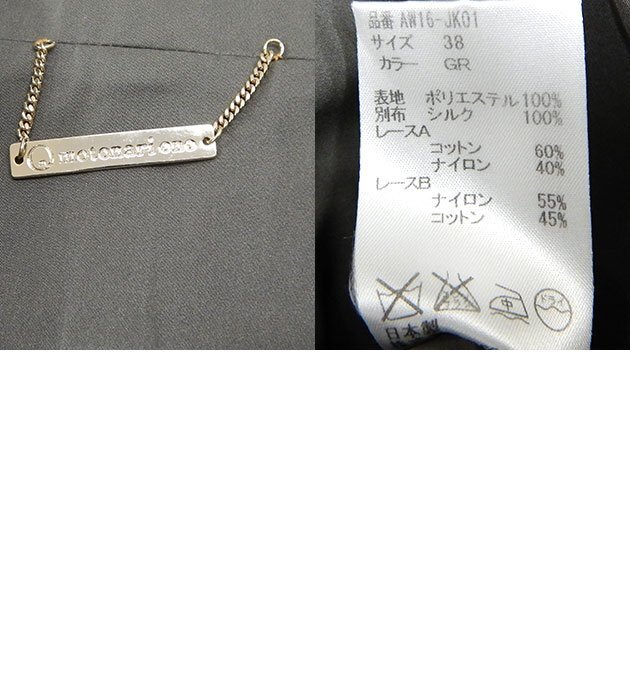 motonari ono
品番 AW16-JK01
サイズ 38
カラー GR
表地 ポリエステル 100%
別布 シルク 100%
レースA
コットン 60%
ナイロン 40%
レースB
ナイロン 55%
コットン 45%
中 ドライ
日本製